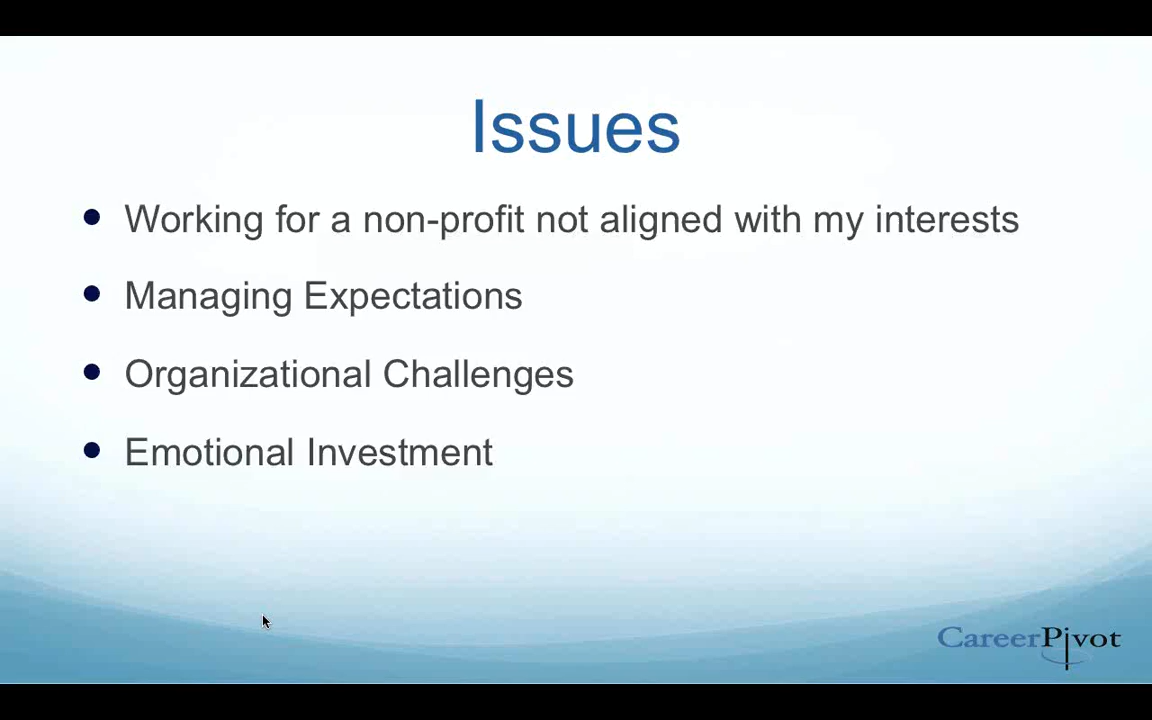 Issues
Working for a non-profit not aligned with my interests
Managing Expectations
Organizational Challenges
Emotional Investment
CareerPivot